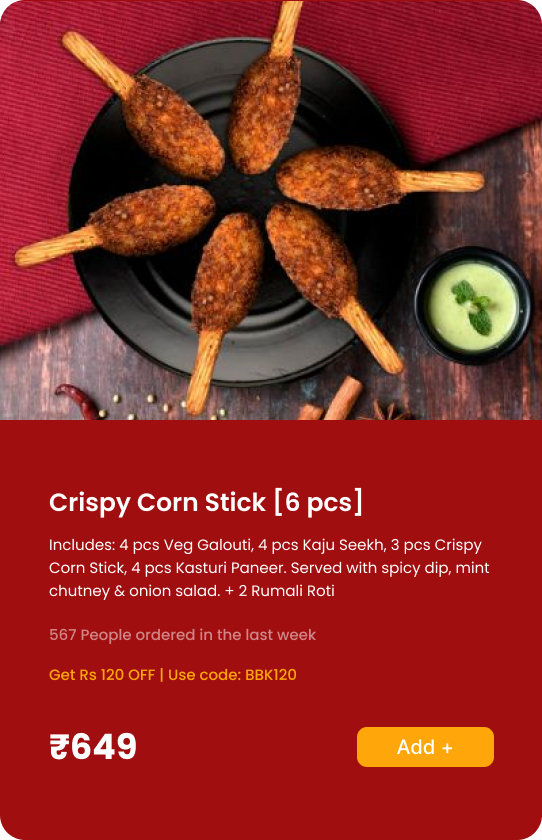 Crispy Corn Stick [6 pcs]
Includes: 4 pcs Veg Galouti, 4 pcs Kaju Seekh, 3 pcs Crispy
Corn Stick, 4 pcs Kasturi Paneer. Served with spicy dip, mint
chutney & onion salad. + 2 Rumali Roti
567 People ordered in the last week
Get Rs 120 OFF | Use code: BBK120
₹649
Add +